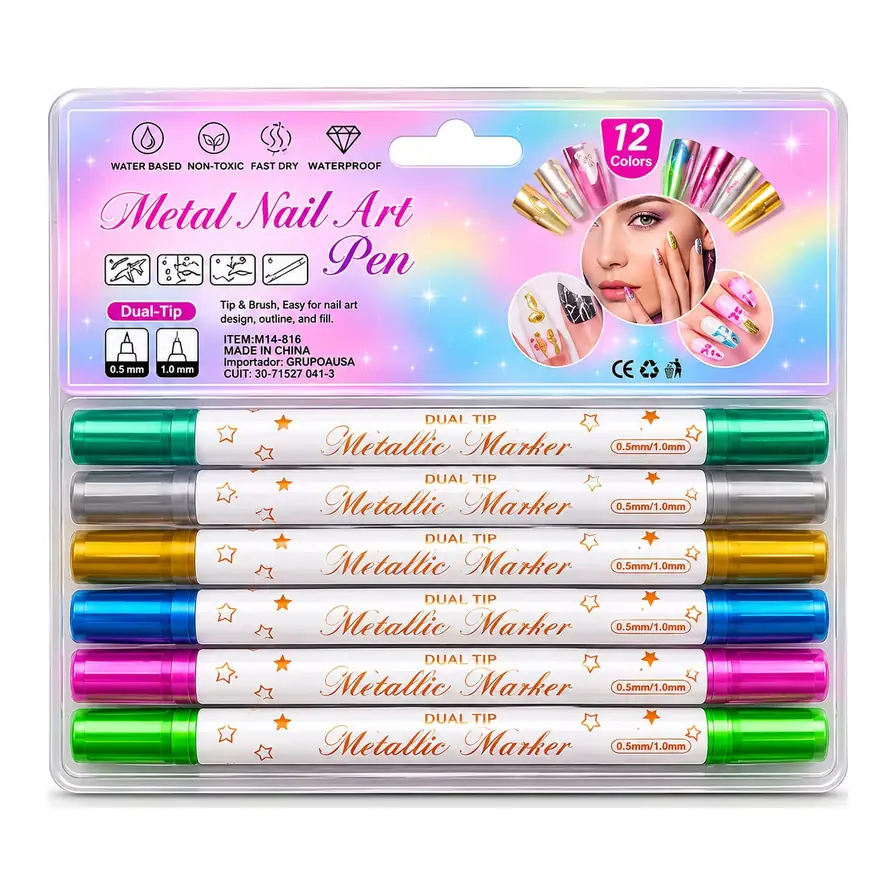 WATER BASED NON-TOXIC FAST DRY WATERPROOF
12
Colors
Metal Nail Art
Pen
Dual-Tip
Tip & Brush, Easy for nail art
design, outline, and fill.
0.5 mm 1.0 mm
ITEM:M14-816
MADE IN CHINA
Importador: GRUPOAUSA
CUIT: 30-71527 041-3
CE
DUAL TIP
Metallic Marker
0.5mm/1.0mm
DUAL TIP
Metallic Marker
0.5mm/1.0mm
DUAL TIP
Metallic Marker
0.5mm/1.0mm
DUAL TIP
Metallic Marker
0.5mm/1.0mm
DUAL TIP
Metallic Marker
0.5mm/1.0mm
DUAL TIP
Metallic Marker
0.5mm/1.0mm